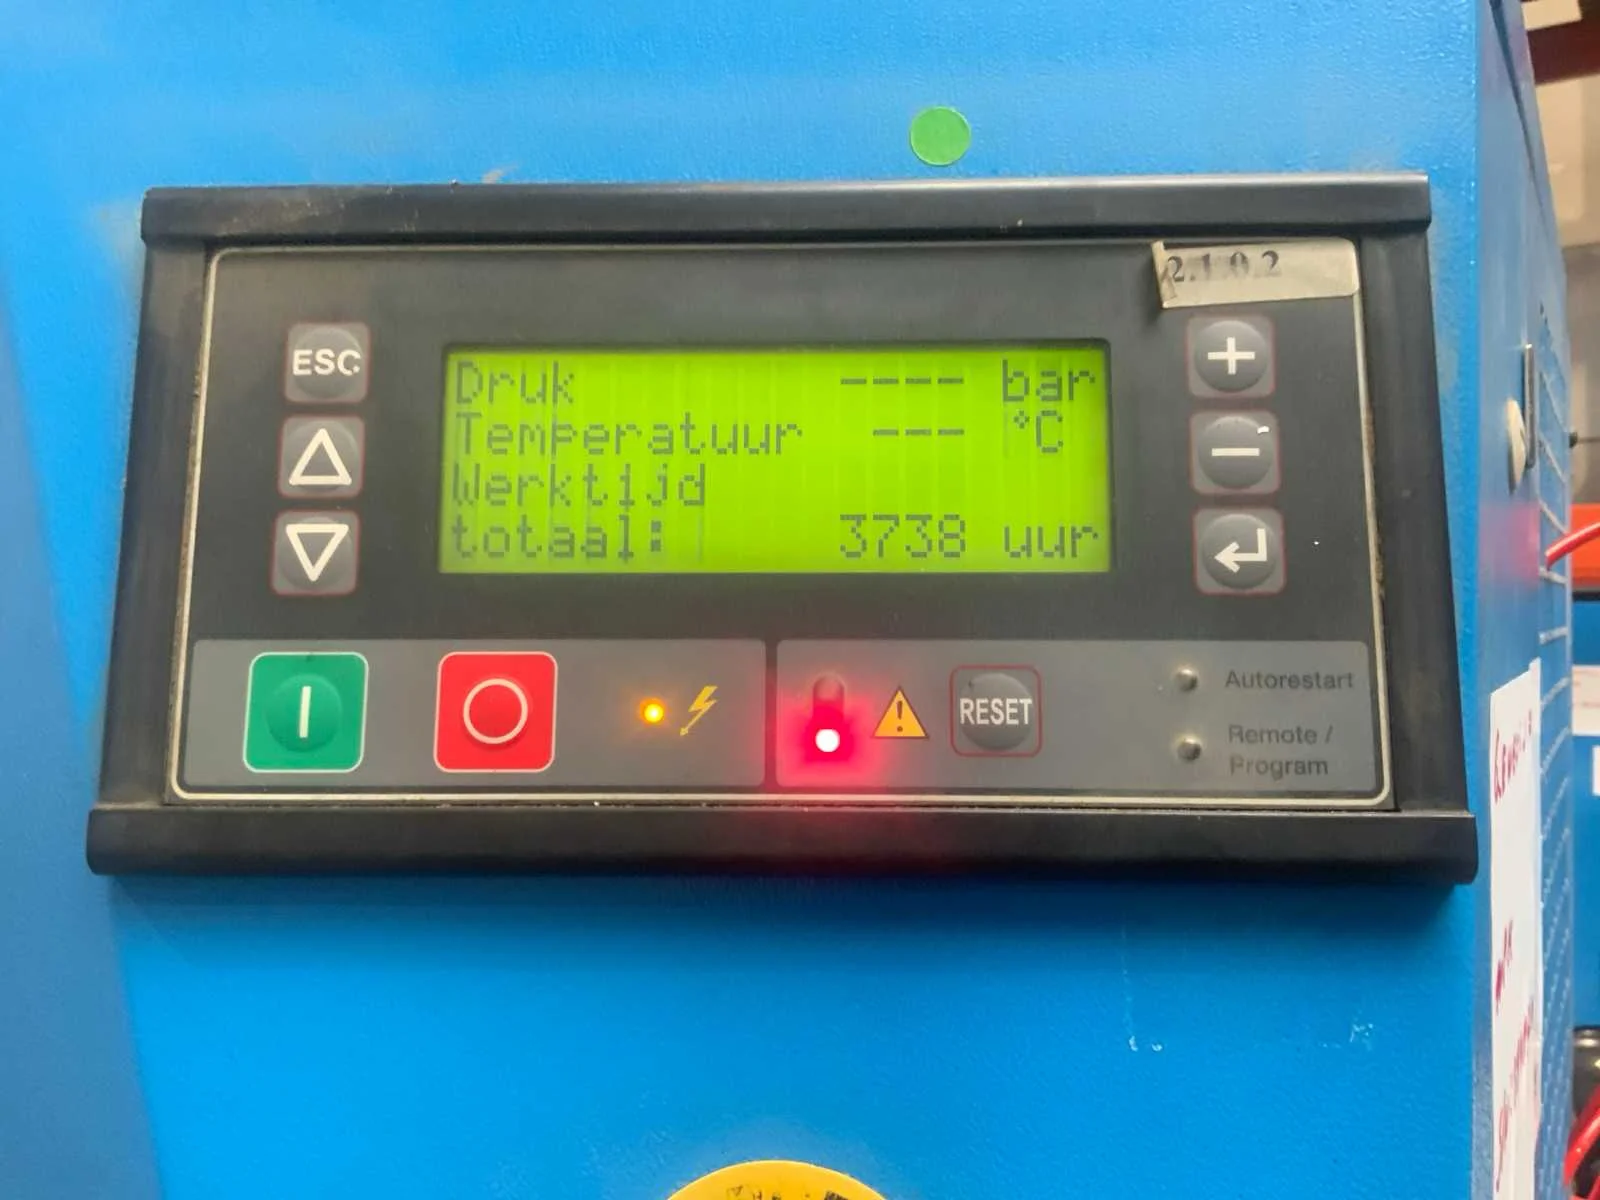 2.1.0.2
ESC
Druk ---- bar
Temperatuur --- °C
Werktijd
totaal: 3738 uur
RESET
Autorestart
Remote /
Program